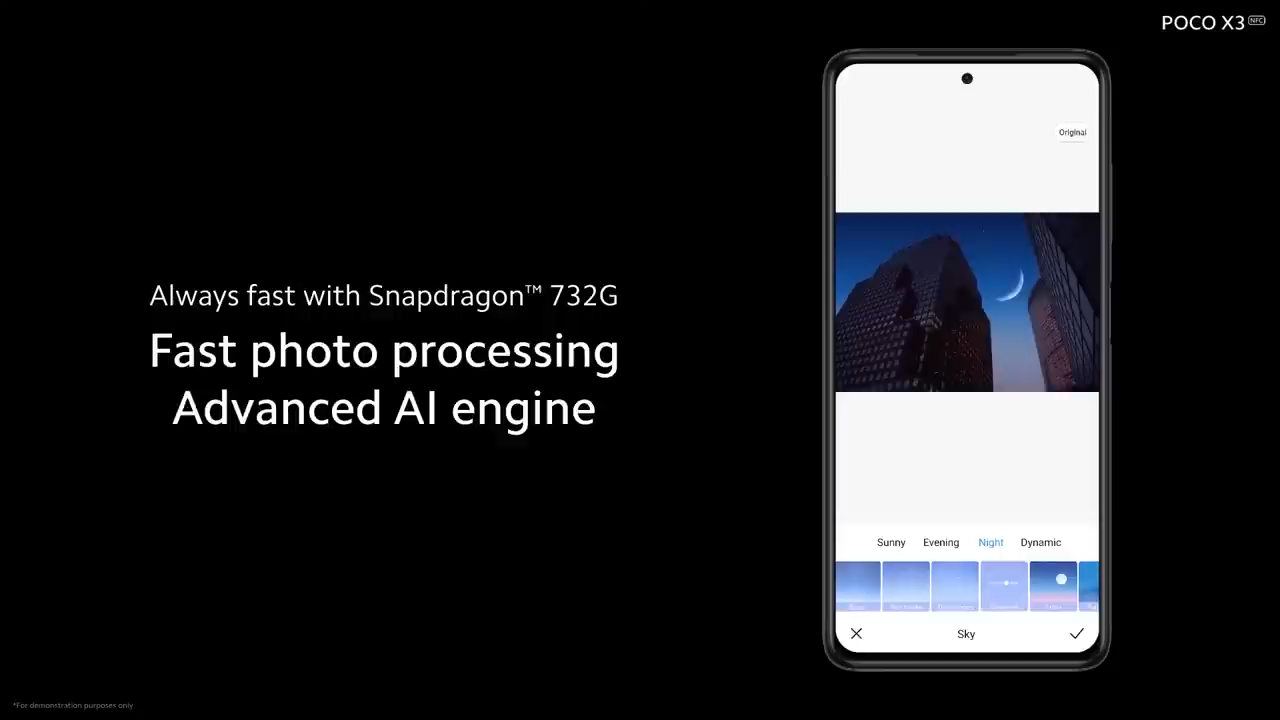 POCO X3 NFC
Original
Always fast with Snapdragon™ 732G
Fast photo processing
Advanced AI engine
Sunny Evening Night Dynamic
Sky
*For demonstration purposes only